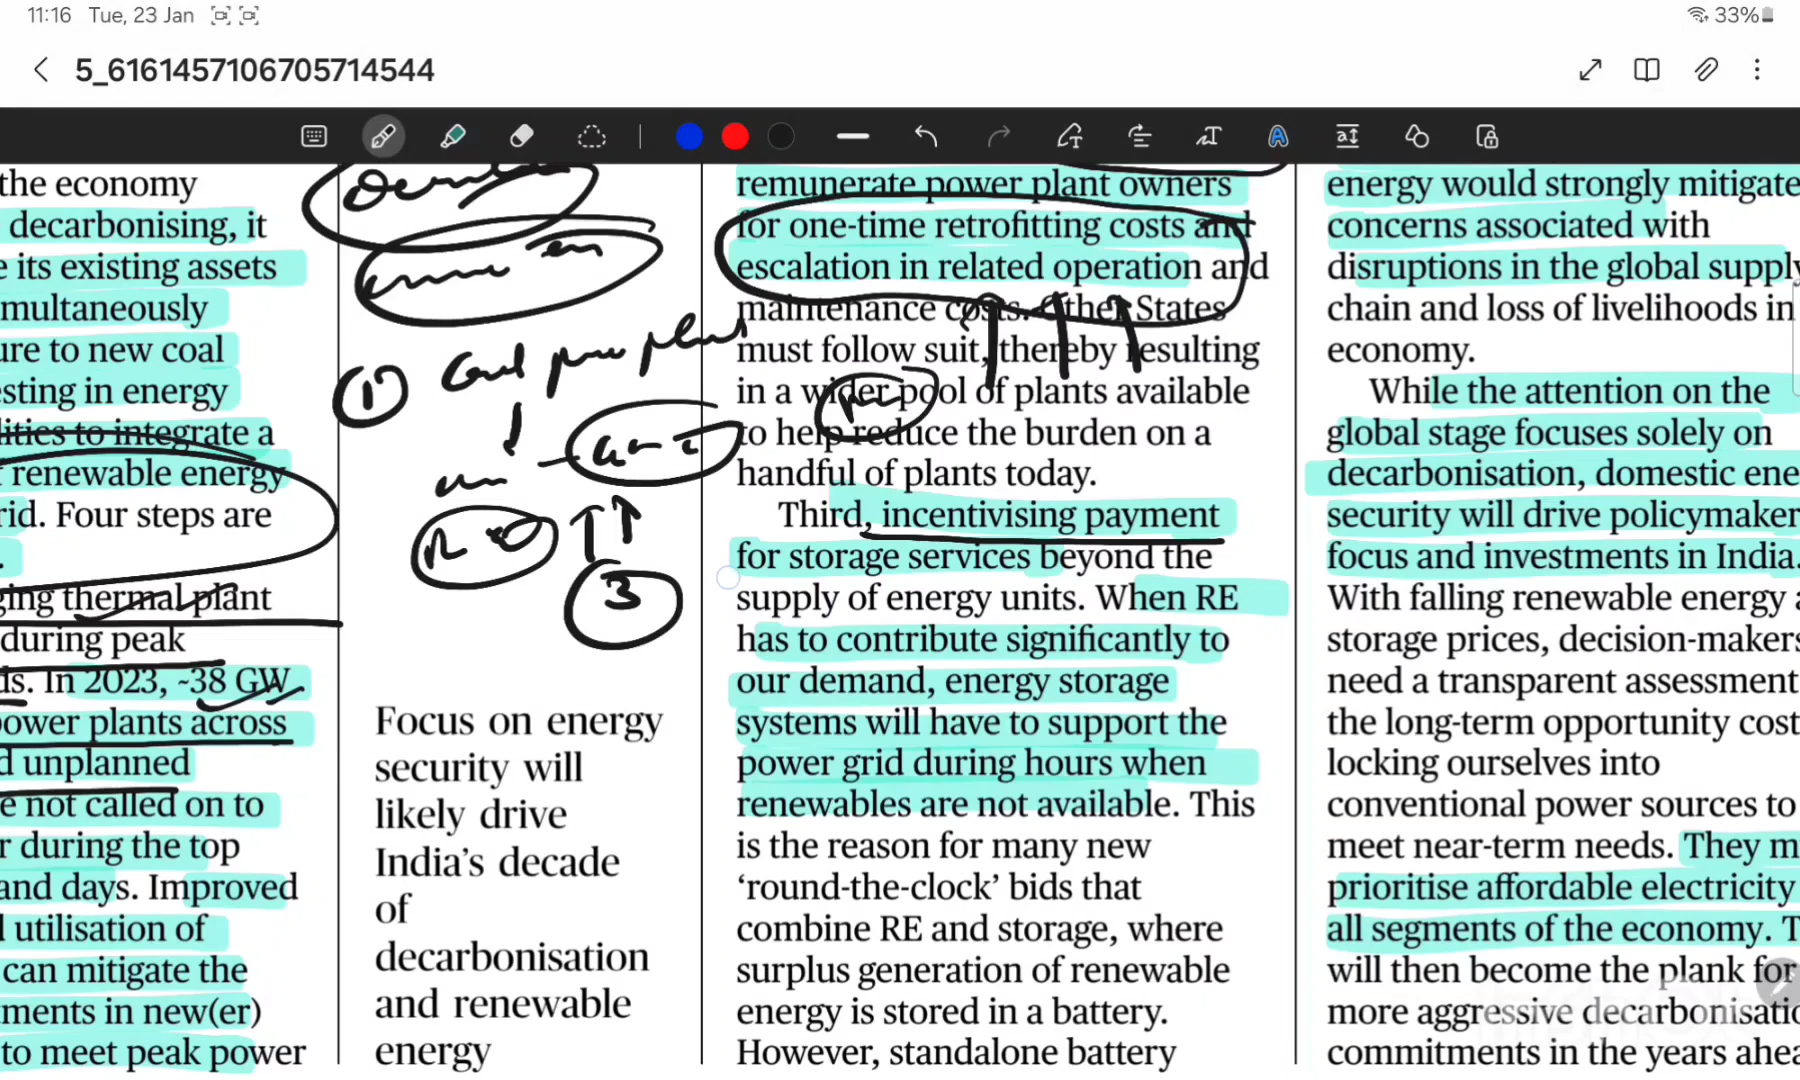 11:16 Tue, 23 Jan
33%
5_6161457106705714544
the economy
decarbonising, it
its existing assets
multaneously
ure to new coal
esting in energy
lities to integrate a
renewable energy
rid. Four steps are
ging thermal plant
during peak
ds. In 2023, ~38 GW
power plants across
d unplanned
e not called on to
r during the top
and days. Improved
utilisation of
can mitigate the
ments in new(er)
to meet peak power
1
3
Focus on energy
security will
likely drive
India’s decade
of
decarbonisation
and renewable
energy
remunerate power plant owners
for one-time retrofitting costs and
escalation in related operation and
maintenance costs. Other States
must follow suit, thereby resulting
in a wider pool of plants available
to help reduce the burden on a
handful of plants today.
Third, incentivising payment
for storage services beyond the
supply of energy units. When RE
has to contribute significantly to
our demand, energy storage
systems will have to support the
power grid during hours when
renewables are not available. This
is the reason for many new
‘round-the-clock’ bids that
combine RE and storage, where
surplus generation of renewable
energy is stored in a battery.
However, standalone battery
energy would strongly mitigate
concerns associated with
disruptions in the global supply
chain and loss of livelihoods in
economy.
While the attention on the
global stage focuses solely on
decarbonisation, domestic ene
security will drive policymaker
focus and investments in India.
With falling renewable energy a
storage prices, decision-makers
need a transparent assessment
the long-term opportunity cost
locking ourselves into
conventional power sources to
meet near-term needs. They m
prioritise affordable electricity
all segments of the economy. T
will then become the plank for
more aggressive decarbonisatio
commitments in the years ahea